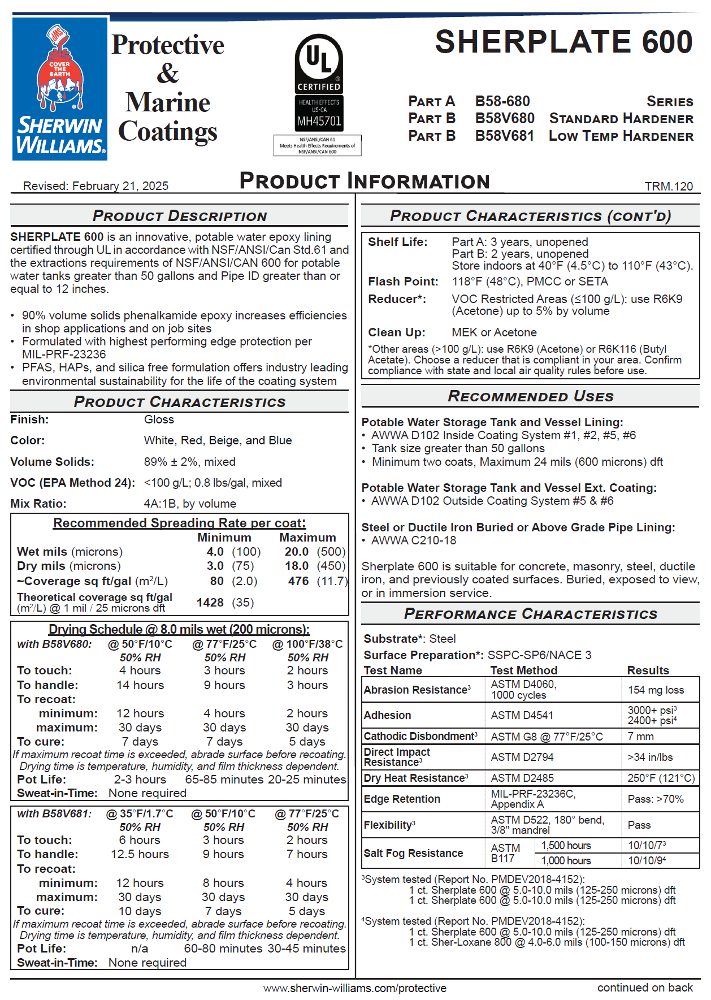 SWP
COVER
THE
EARTH
®
SHERWIN
WILLIAMS®
Protective
&
Marine
Coatings
UL
®
CERTIFIED
HEALTH EFFECTS
US·CA
MH45701
NSF/ANSI/CAN 61
Meets Health Effects Requirements of
NSF/ANSI/CAN 600
SHERPLATE 600
PART A B58-680 SERIES
PART B B58V680 STANDARD HARDENER
PART B B58V681 LOW TEMP HARDENER
Revised: February 21, 2025
PRODUCT INFORMATION
TRM.120
PRODUCT DESCRIPTION
SHERPLATE 600 is an innovative, potable water epoxy lining
certified through UL in accordance with NSF/ANSI/Can Std.61 and
the extractions requirements of NSF/ANSI/CAN 600 for potable
water tanks greater than 50 gallons and Pipe ID greater than or
equal to 12 inches.
• 90% volume solids phenalkamide epoxy increases efficiencies
in shop applications and on job sites
• Formulated with highest performing edge protection per
MIL-PRF-23236
• PFAS, HAPs, and silica free formulation offers industry leading
environmental sustainability for the life of the coating system
PRODUCT CHARACTERISTICS
Finish: Gloss
Color: White, Red, Beige, and Blue
Volume Solids: 89% ± 2%, mixed
VOC (EPA Method 24): <100 g/L; 0.8 lbs/gal, mixed
Mix Ratio: 4A:1B, by volume
Recommended Spreading Rate per coat:
Minimum Maximum
Wet mils (microns) 4.0 (100) 20.0 (500)
Dry mils (microns) 3.0 (75) 18.0 (450)
~Coverage sq ft/gal (m²/L) 80 (2.0) 476 (11.7)
Theoretical coverage sq ft/gal
(m²/L) @ 1 mil / 25 microns dft 1428 (35)
Drying Schedule @ 8.0 mils wet (200 microns):
with B58V680: @ 50°F/10°C @ 77°F/25°C @ 100°F/38°C
50% RH 50% RH 50% RH
To touch: 4 hours 3 hours 2 hours
To handle: 14 hours 9 hours 3 hours
To recoat:
minimum: 12 hours 4 hours 2 hours
maximum: 30 days 30 days 30 days
To cure: 7 days 7 days 5 days
If maximum recoat time is exceeded, abrade surface before recoating.
Drying time is temperature, humidity, and film thickness dependent.
Pot Life: 2-3 hours 65-85 minutes 20-25 minutes
Sweat-in-Time: None required
with B58V681: @ 35°F/1.7°C @ 50°F/10°C @ 77°F/25°C
50% RH 50% RH 50% RH
To touch: 6 hours 3 hours 2 hours
To handle: 12.5 hours 9 hours 7 hours
To recoat:
minimum: 12 hours 8 hours 4 hours
maximum: 30 days 30 days 30 days
To cure: 10 days 7 days 5 days
If maximum recoat time is exceeded, abrade surface before recoating.
Drying time is temperature, humidity, and film thickness dependent.
Pot Life: n/a 60-80 minutes 30-45 minutes
Sweat-in-Time: None required
PRODUCT CHARACTERISTICS (CONT'D)
Shelf Life: Part A: 3 years, unopened
Part B: 2 years, unopened
Store indoors at 40°F (4.5°C) to 110°F (43°C).
Flash Point: 118°F (48°C), PMCC or SETA
Reducer*: VOC Restricted Areas (≤100 g/L): use R6K9
(Acetone) up to 5% by volume
Clean Up: MEK or Acetone
*Other areas (>100 g/L): use R6K9 (Acetone) or R6K116 (Butyl
Acetate). Choose a reducer that is compliant in your area. Confirm
compliance with state and local air quality rules before use.
RECOMMENDED USES
Potable Water Storage Tank and Vessel Lining:
• AWWA D102 Inside Coating System #1, #2, #5, #6
• Tank size greater than 50 gallons
• Minimum two coats, Maximum 24 mils (600 microns) dft
Potable Water Storage Tank and Vessel Ext. Coating:
• AWWA D102 Outside Coating System #5 & #6
Steel or Ductile Iron Buried or Above Grade Pipe Lining:
• AWWA C210-18
Sherplate 600 is suitable for concrete, masonry, steel, ductile
iron, and previously coated surfaces. Buried, exposed to view,
or in immersion service.
PERFORMANCE CHARACTERISTICS
Substrate*: Steel
Surface Preparation*: SSPC-SP6/NACE 3
Test Name Test Method Results
Abrasion Resistance³ ASTM D4060,
1000 cycles 154 mg loss
Adhesion ASTM D4541 3000+ psi³
2400+ psi⁴
Cathodic Disbondment³ ASTM G8 @ 77°F/25°C 7 mm
Direct Impact
Resistance³ ASTM D2794 >34 in/lbs
Dry Heat Resistance³ ASTM D2485 250°F (121°C)
Edge Retention MIL-PRF-23236C,
Appendix A Pass: >70%
Flexibility³ ASTM D522, 180° bend,
3/8" mandrel Pass
Salt Fog Resistance ASTM
B117 1,500 hours 10/10/7³
1,000 hours 10/10/9⁴
³System tested (Report No. PMDEV2018-4152):
1 ct. Sherplate 600 @ 5.0-10.0 mils (125-250 microns) dft
1 ct. Sherplate 600 @ 5.0-10.0 mils (125-250 microns) dft
⁴System tested (Report No. PMDEV2018-4152):
1 ct. Sherplate 600 @ 5.0-10.0 mils (125-250 microns) dft
1 ct. Sher-Loxane 800 @ 4.0-6.0 mils (100-150 microns) dft
www.sherwin-williams.com/protective
continued on back